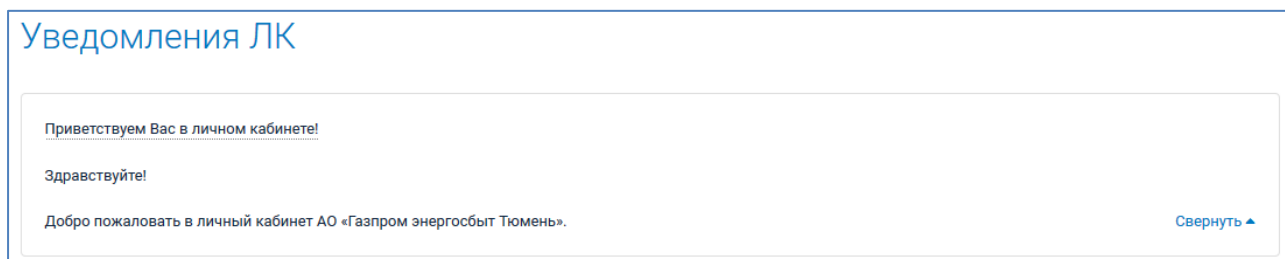 Уведомления ЛК
Приветствуем Вас в личном кабинете!
Здравствуйте!
Добро пожаловать в личный кабинет АО «Газпром энергосбыт Тюмень».
Свернуть